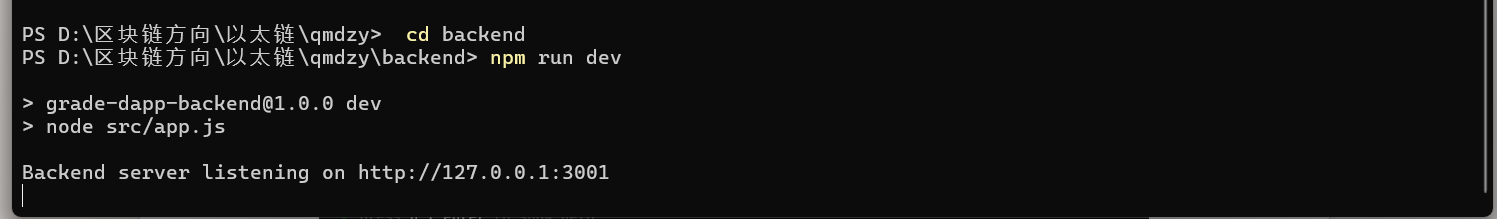 PS D:\区块链方向\以太链\qmdzy>  cd backend
PS D:\区块链方向\以太链\qmdzy\backend> npm run dev
> grade-dapp-backend@1.0.0 dev
> node src/app.js
Backend server listening on http://127.0.0.1:3001